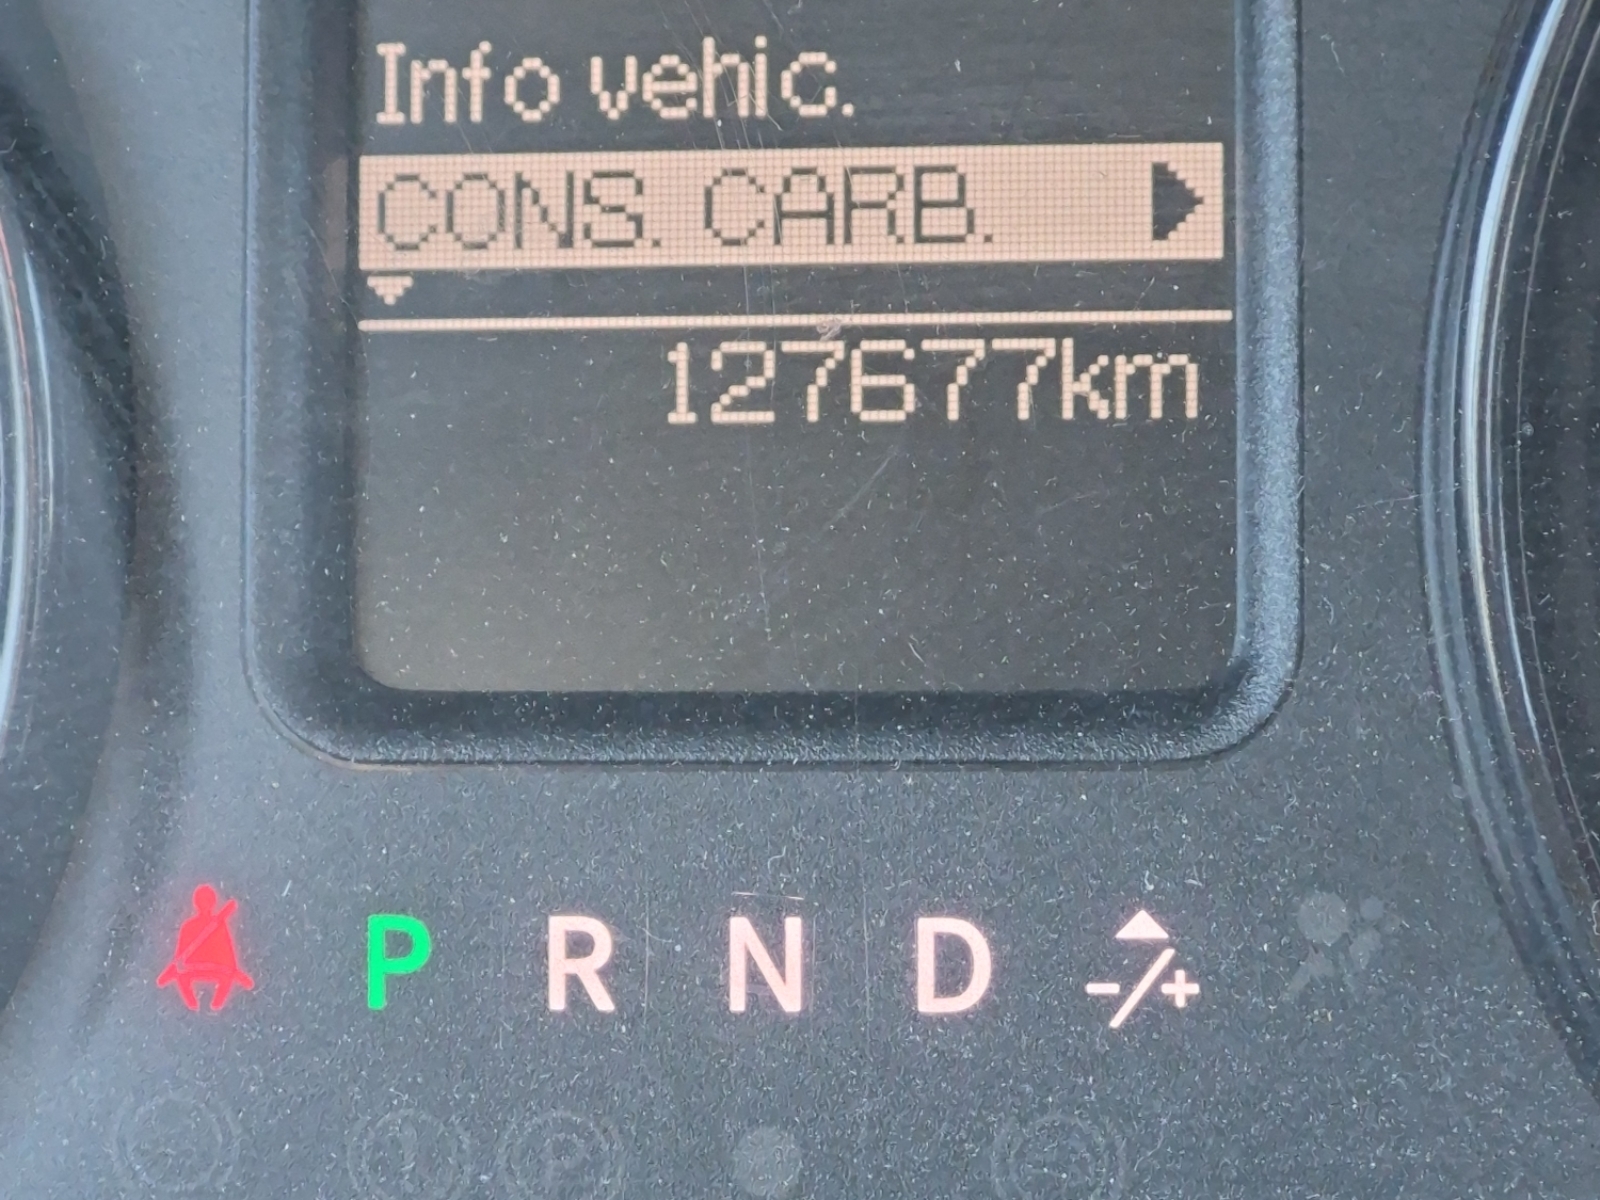 Info vehic.
CONS. CARB.
127677km
P R N D -/+